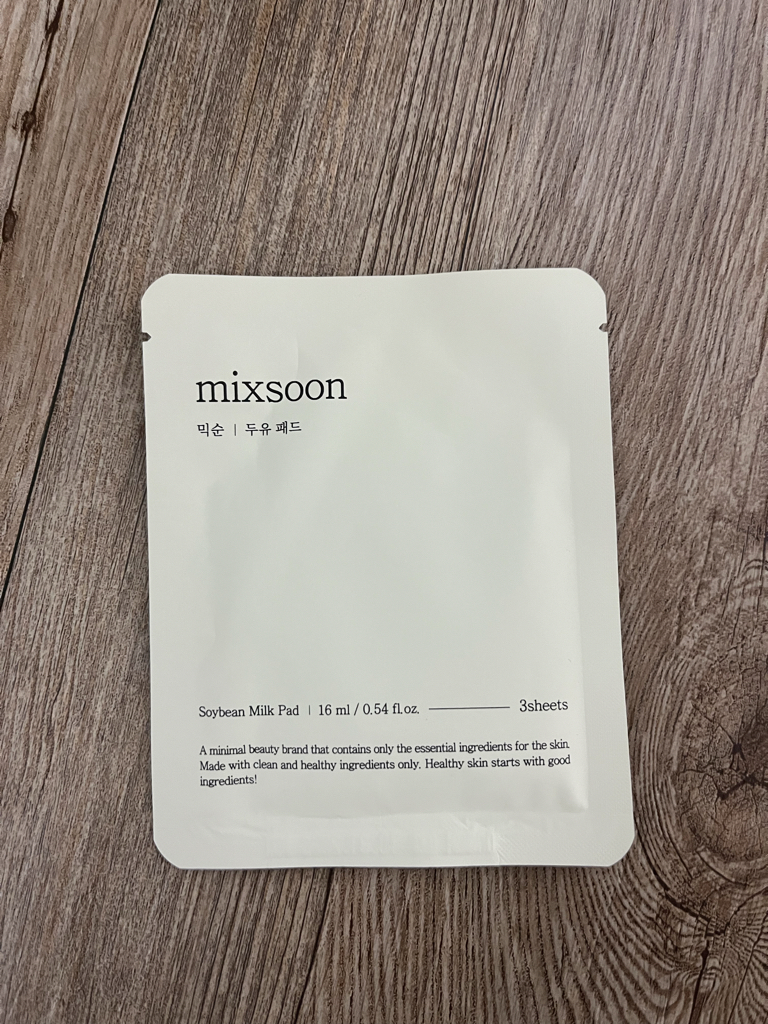 mixsoon
믹순 | 두유 패드
Soybean Milk Pad | 16 ml / 0.54 fl.oz. 3sheets
A minimal beauty brand that contains only the essential ingredients for the skin.
Made with clean and healthy ingredients only. Healthy skin starts with good
ingredients!